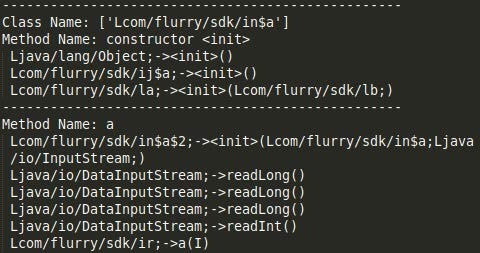 --------------------------------------------------
Class Name: ['Lcom/flurry/sdk/in$a']
Method Name: constructor <init>
Ljava/lang/Object;-><init>()
Lcom/flurry/sdk/ij$a;-><init>()
Lcom/flurry/sdk/la;-><init>(Lcom/flurry/sdk/lb;)
--------------------------------------------------
Method Name: a
Lcom/flurry/sdk/in$a$2;-><init>(Lcom/flurry/sdk/in$a;Ljava
/io/InputStream;)
Ljava/io/DataInputStream;->readLong()
Ljava/io/DataInputStream;->readLong()
Ljava/io/DataInputStream;->readLong()
Ljava/io/DataInputStream;->readInt()
Lcom/flurry/sdk/ir;->a(I)